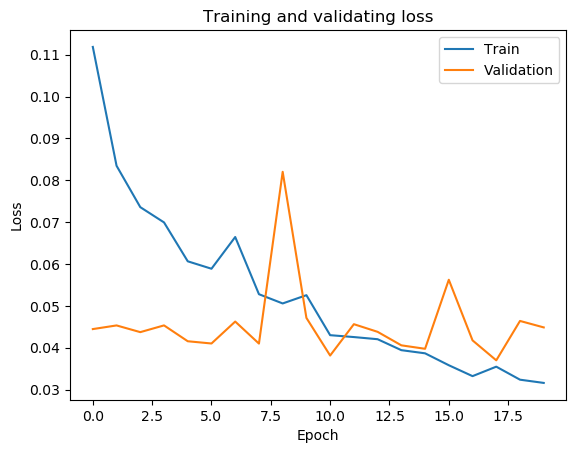 Training and validating loss
Train
Validation
0.11
0.10
0.09
0.08
0.07
0.06
0.05
0.04
0.03
Loss
0.0 2.5 5.0 7.5 10.0 12.5 15.0 17.5
Epoch